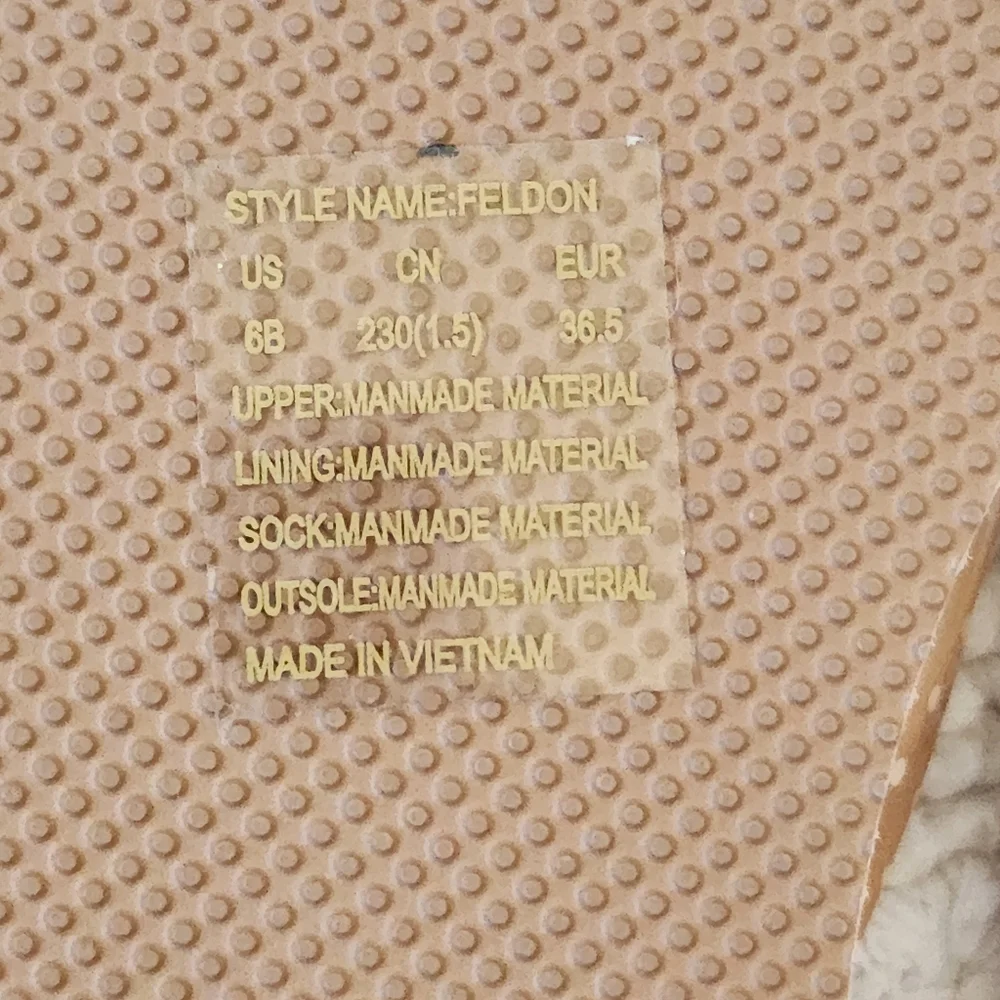 STYLE NAME:FELDON
US CN EUR
6B 230(1.5) 36.5
UPPER:MANMADE MATERIAL
LINING:MANMADE MATERIAL
SOCK:MANMADE MATERIAL
OUTSOLE:MANMADE MATERIAL
MADE IN VIETNAM